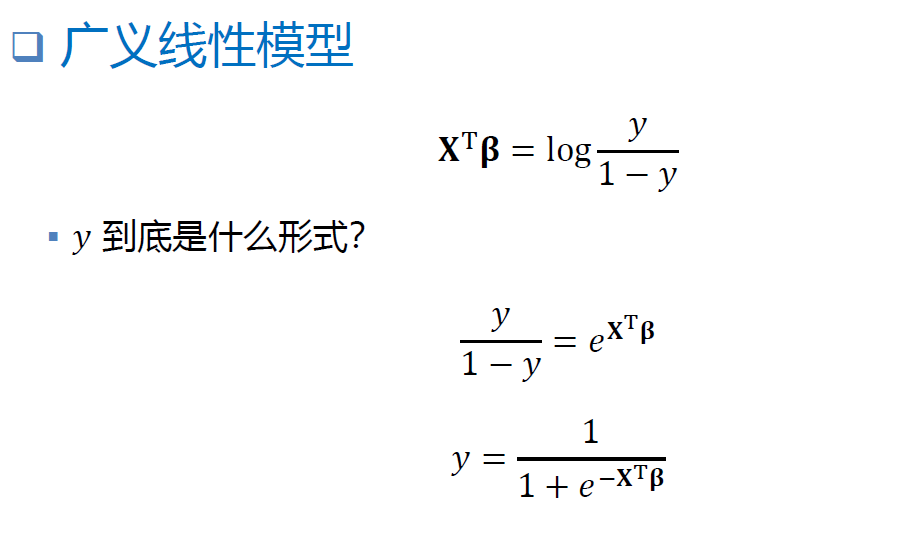 ❑ 广义线性模型
𝐗ᵀ𝛃 = log y/(1 − y)
▪ y 到底是什么形式?
y/(1 − y) = e^(𝐗ᵀ𝛃)
y = 1/(1 + e^(−𝐗ᵀ𝛃))